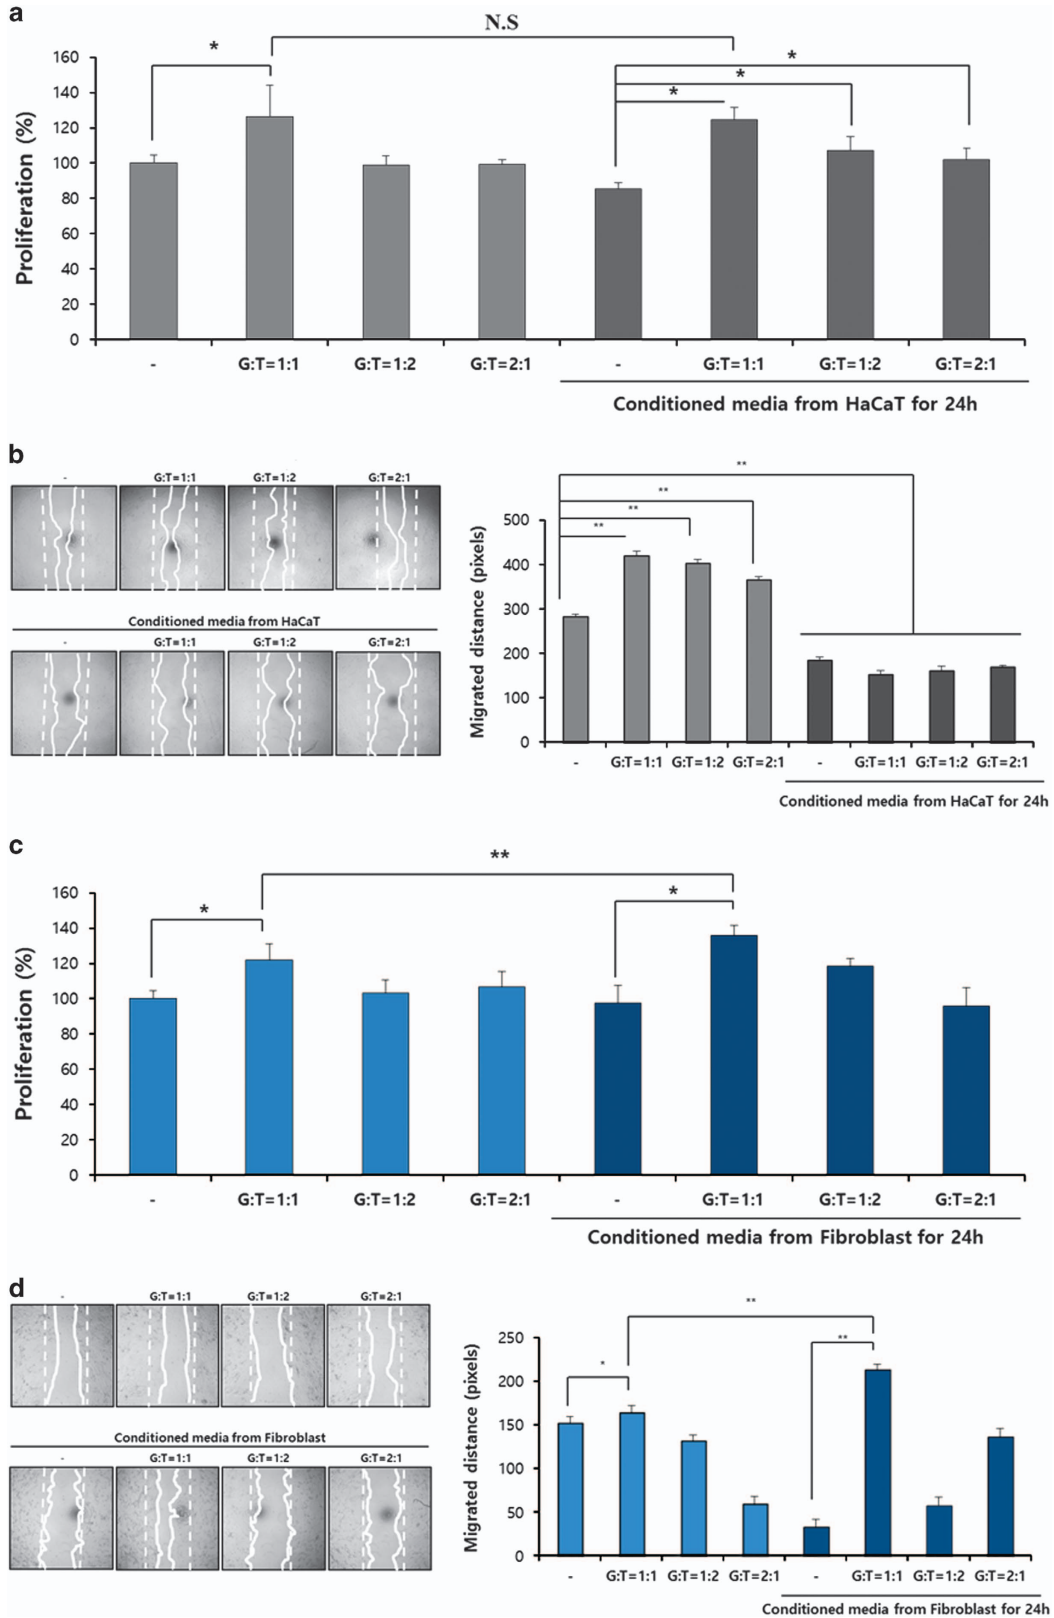 a
N.S
*
*
*
*
Proliferation (%)
160
140
120
100
80
60
40
20
0
- G:T=1:1 G:T=1:2 G:T=2:1 - G:T=1:1 G:T=1:2 G:T=2:1
Conditioned media from HaCaT for 24h
b
- G:T=1:1 G:T=1:2 G:T=2:1
Conditioned media from HaCaT
- G:T=1:1 G:T=1:2 G:T=2:1
**
**
**
**
Migrated distance (pixels)
500
400
300
200
100
0
- G:T=1:1 G:T=1:2 G:T=2:1 - G:T=1:1 G:T=1:2 G:T=2:1
Conditioned media from HaCaT for 24h
c
**
*
*
Proliferation (%)
160
140
120
100
80
60
40
20
0
- G:T=1:1 G:T=1:2 G:T=2:1 - G:T=1:1 G:T=1:2 G:T=2:1
Conditioned media from Fibroblast for 24h
d
- G:T=1:1 G:T=1:2 G:T=2:1
Conditioned media from Fibroblast
- G:T=1:1 G:T=1:2 G:T=2:1
**
**
*
Migrated distance (pixels)
250
200
150
100
50
0
- G:T=1:1 G:T=1:2 G:T=2:1 - G:T=1:1 G:T=1:2 G:T=2:1
Conditioned media from Fibroblast for 24h